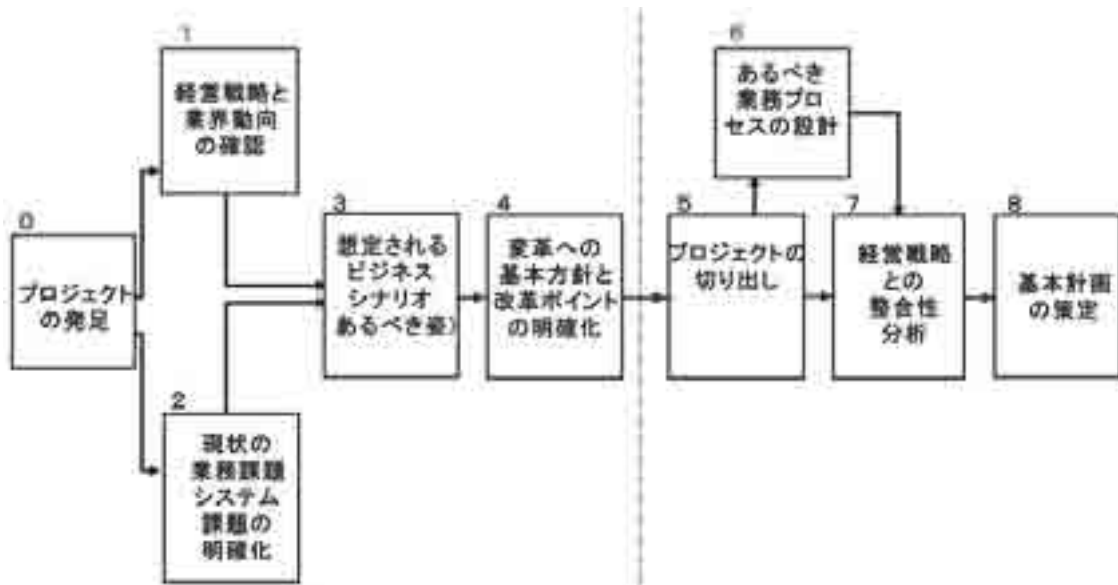 0
プロジェクト
の発足
1
経営戦略と
業界動向
の確認
2
現状の
業務課題
システム
課題の
明確化
3
想定される
ビジネス
シナリオ
あるべき姿)
4
変革への
基本方針と
改革ポイント
の明確化
5
プロジェクトの
切り出し
6
あるべき
業務プロ
セスの設計
7
経営戦略
との
整合性
分析
8
基本計画
の策定